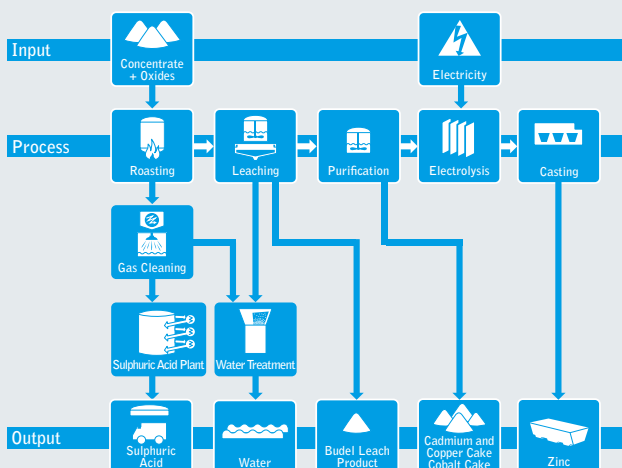 Input
Concentrate
+ Oxides
Electricity
Process
Roasting
Leaching
Purification
Electrolysis
Casting
Gas Cleaning
Sulphuric Acid Plant
Water Treatment
Output
Sulphuric
Acid
Water
Budel Leach
Product
Cadmium and
Copper Cake
Cobalt Cake
Zinc